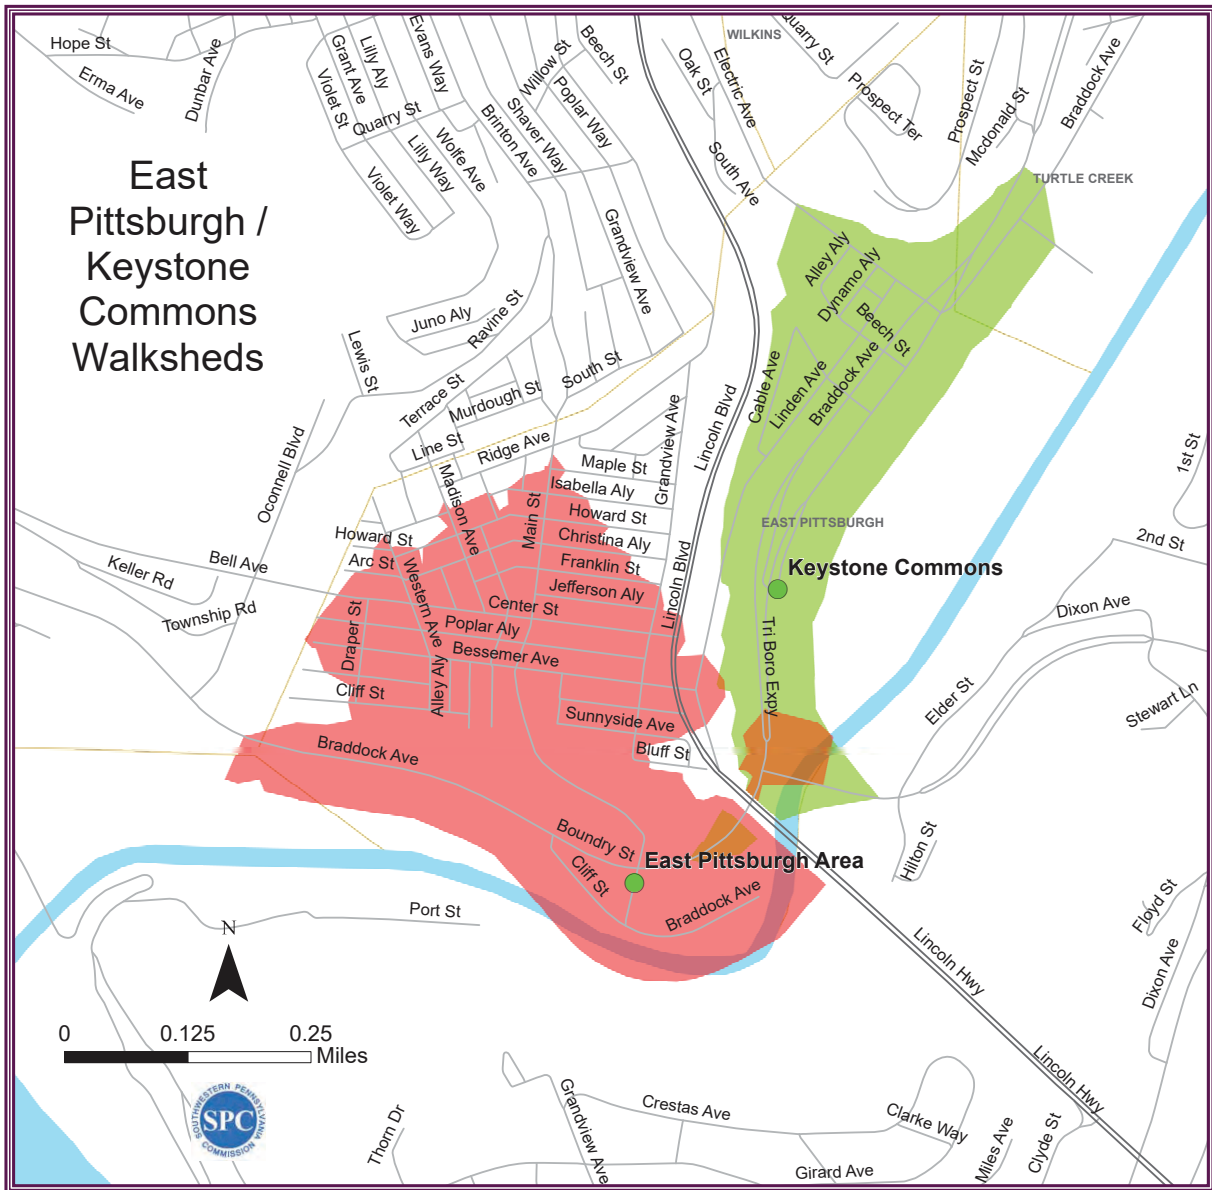 East
Pittsburgh /
Keystone
Commons
Walksheds
Hope St
Erma Ave
Dunbar Ave
Violet St
Grant Ave
Lilly Aly
Evans Way
Quarry St
Violet Way
Lilly Way
Wolfe Ave
Brinton Ave
Shaver Way
Willow St
Beech St
Poplar Way
Grandview Ave
Oak St
Electric Ave
South Ave
WILKINS
Quarry St
Prospect Ter
Prospect St
Mcdonald St
Braddock Ave
TURTLE CREEK
Alley Aly
Dynamo Aly
Beech St
Cable Ave
Linden Ave
Braddock Ave
Juno Aly
Ravine St
Lewis St
Terrace St
Murdough St
South St
Line St
Ridge Ave
Oconnell Blvd
Madison Ave
Main St
Maple St
Isabella Aly
Howard St
Christina Aly
Franklin St
Jefferson Aly
Grandview Ave
Lincoln Blvd
Lincoln Blvd
EAST PITTSBURGH
Keystone Commons
Tri Boro Expy
1st St
2nd St
Dixon Ave
Elder St
Stewart Ln
Howard St
Arc St
Bell Ave
Keller Rd
Township Rd
Western Ave
Center St
Poplar Aly
Bessemer Ave
Draper St
Alley Aly
Cliff St
Sunnyside Ave
Bluff St
Braddock Ave
Boundry St
Cliff St
East Pittsburgh Area
Braddock Ave
Hilton St
Floyd St
Dixon Ave
Port St
N
Lincoln Hwy
Lincoln Hwy
0 0.125 0.25
Miles
SOUTHWESTERN PENNSYLVANIA
SPC
COMMISSION
Thorn Dr
Grandview Ave
Crestas Ave
Girard Ave
Clarke Way
Miles Ave
Clyde St